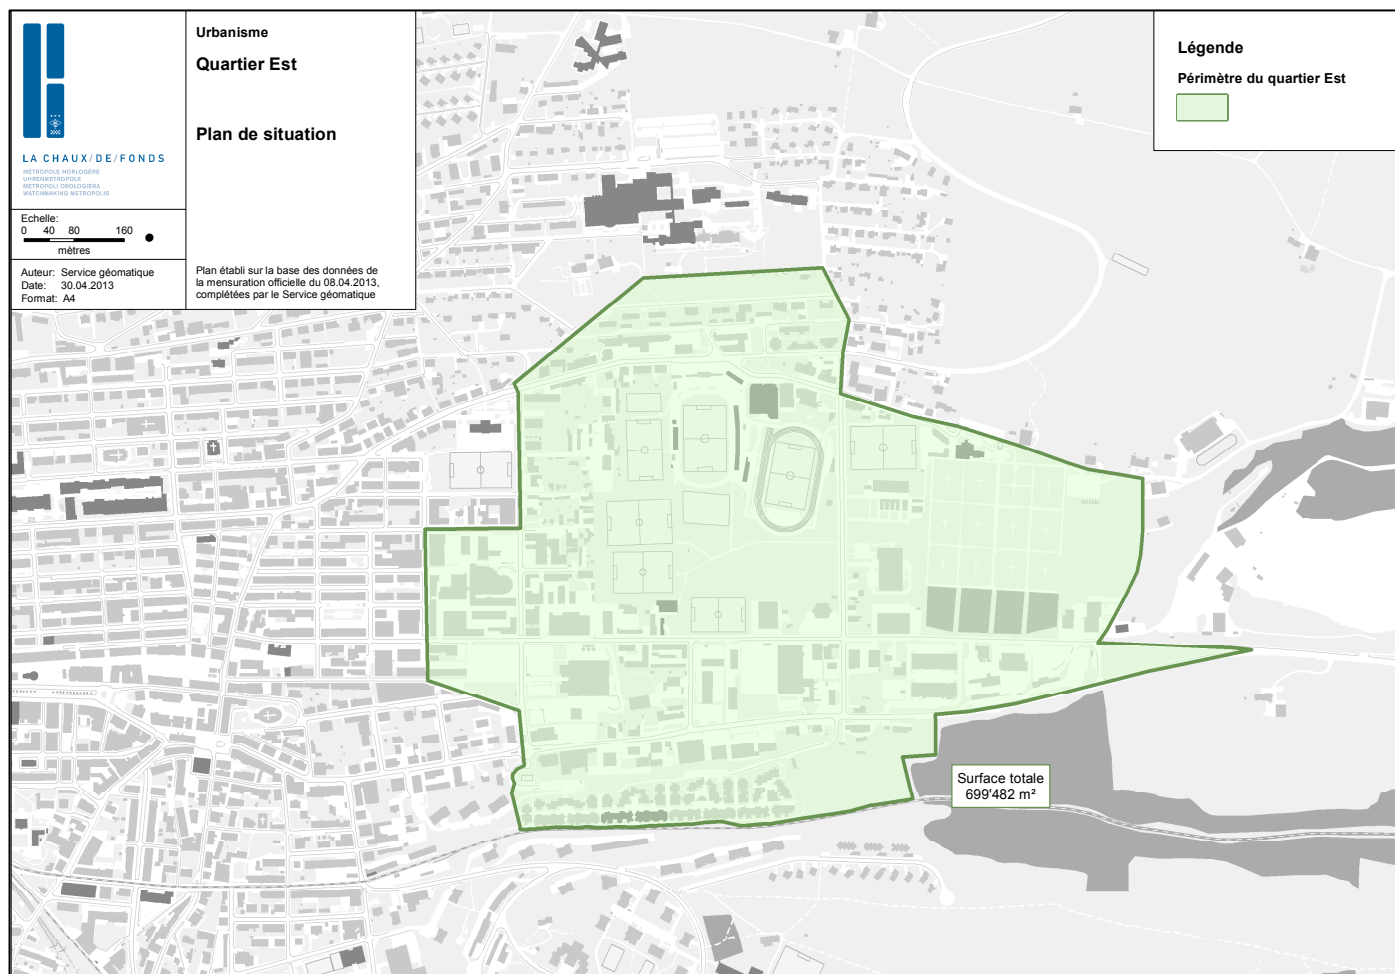 LA CHAUX/DE/FONDS
MÉTROPOLE HORLOGÈRE
UHRENMETROPOLE
METROPOLI OROLOGIERA
WATCHMAKING METROPOLIS
Echelle:
0 40 80 160
mètres
Auteur: Service géomatique
Date: 30.04.2013
Format: A4
Urbanisme
Quartier Est
Plan de situation
Plan établi sur la base des données de
la mensuration officielle du 08.04.2013,
complétées par le Service géomatique
Légende
Périmètre du quartier Est
Surface totale
699'482 m²